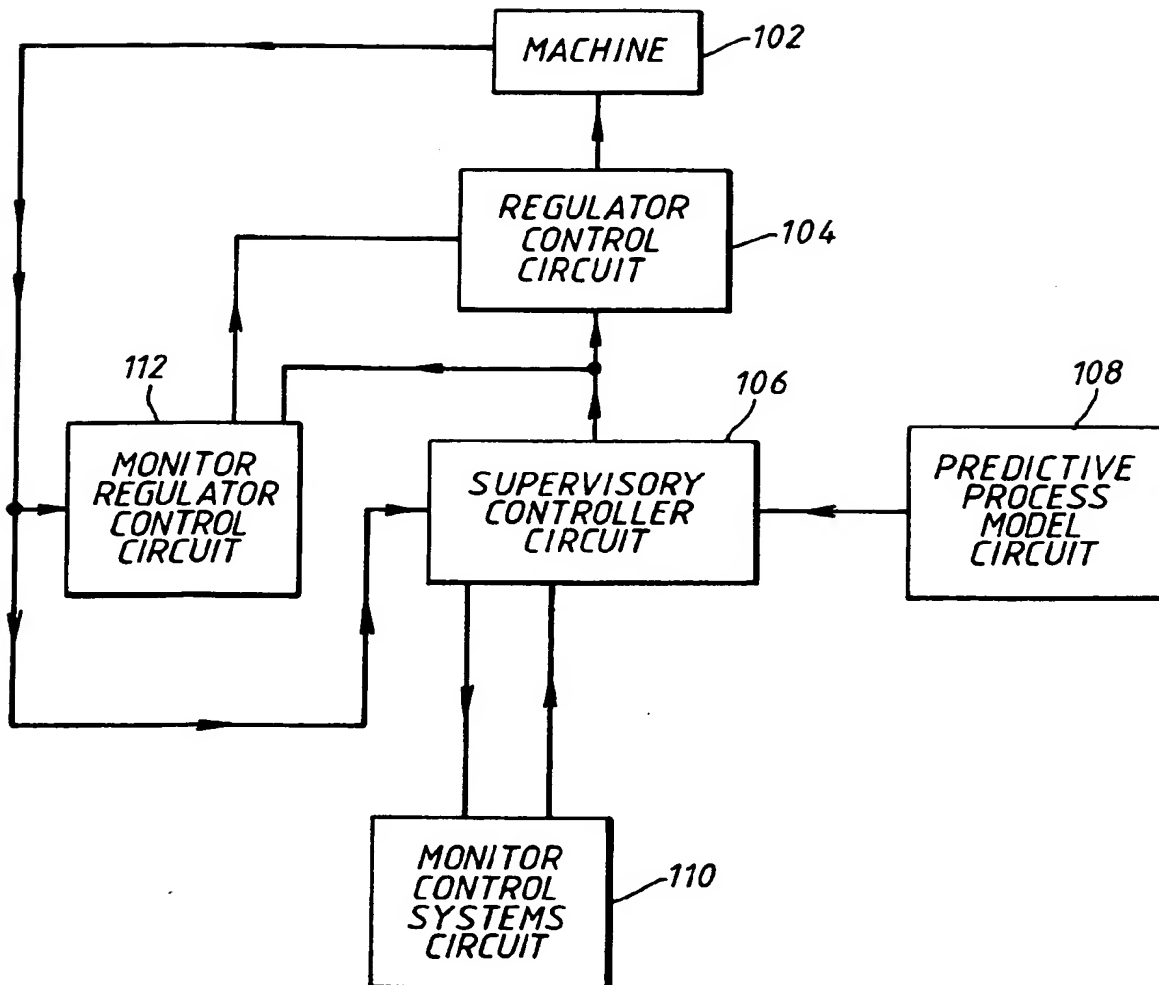 MACHINE
102
REGULATOR
CONTROL
CIRCUIT
104
112
MONITOR
REGULATOR
CONTROL
CIRCUIT
106
SUPERVISORY
CONTROLLER
CIRCUIT
108
PREDICTIVE
PROCESS
MODEL
CIRCUIT
MONITOR
CONTROL
SYSTEMS
CIRCUIT
110